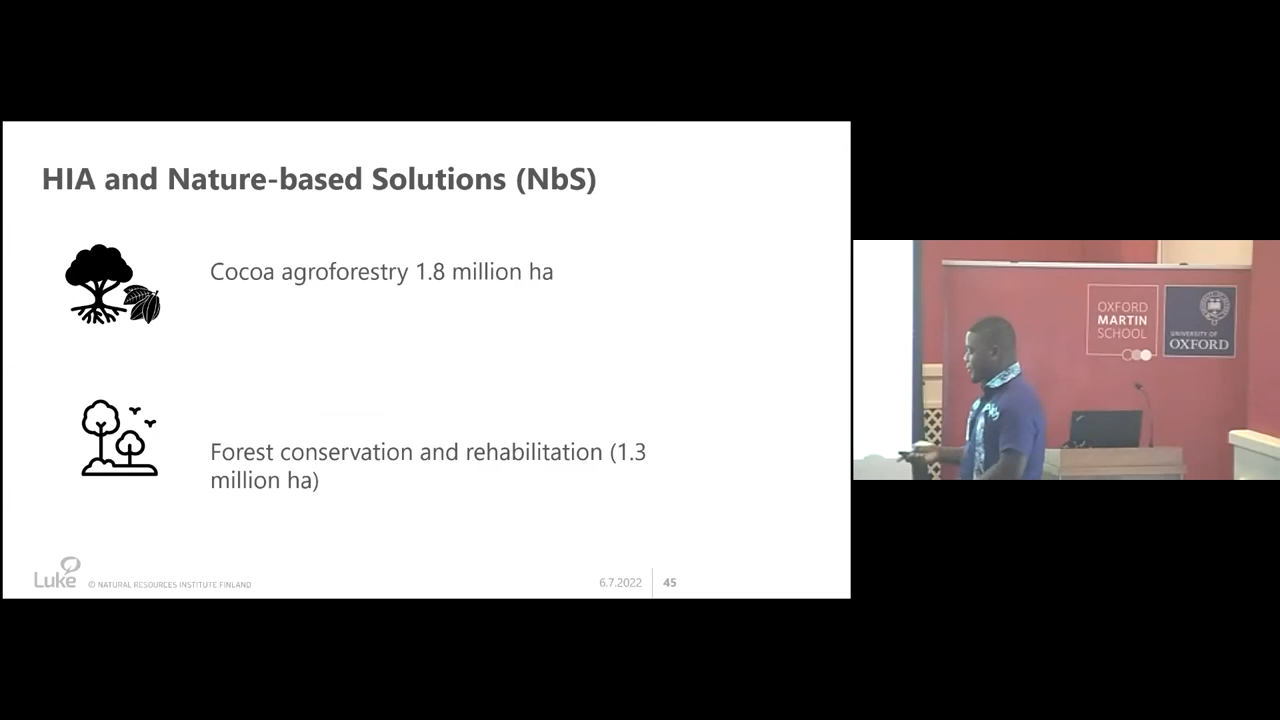 HIA and Nature-based Solutions (NbS)
Cocoa agroforestry 1.8 million ha
Forest conservation and rehabilitation (1.3
million ha)
Luke
© NATURAL RESOURCES INSTITUTE FINLAND
6.7.2022
45
OXFORD
MARTIN
SCHOOL
UNIVERSITY OF
OXFORD